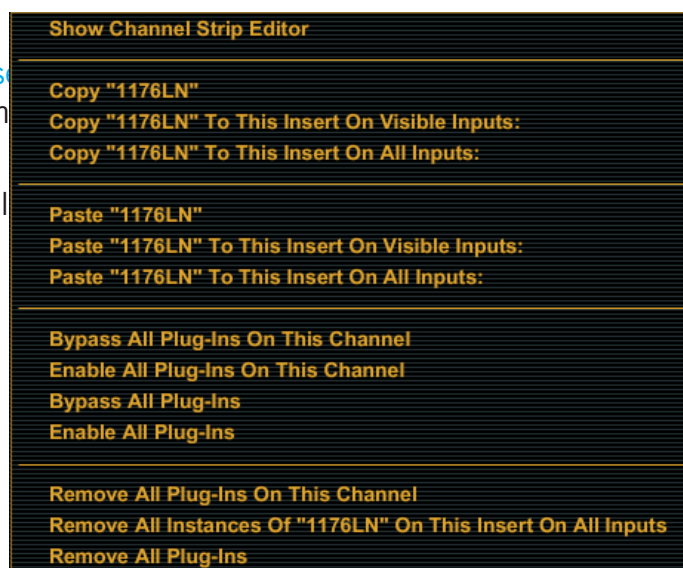 Show Channel Strip Editor
Copy "1176LN"
Copy "1176LN" To This Insert On Visible Inputs:
Copy "1176LN" To This Insert On All Inputs:
Paste "1176LN"
Paste "1176LN" To This Insert On Visible Inputs:
Paste "1176LN" To This Insert On All Inputs:
Bypass All Plug-Ins On This Channel
Enable All Plug-Ins On This Channel
Bypass All Plug-Ins
Enable All Plug-Ins
Remove All Plug-Ins On This Channel
Remove All Instances Of "1176LN" On This Insert On All Inputs
Remove All Plug-Ins